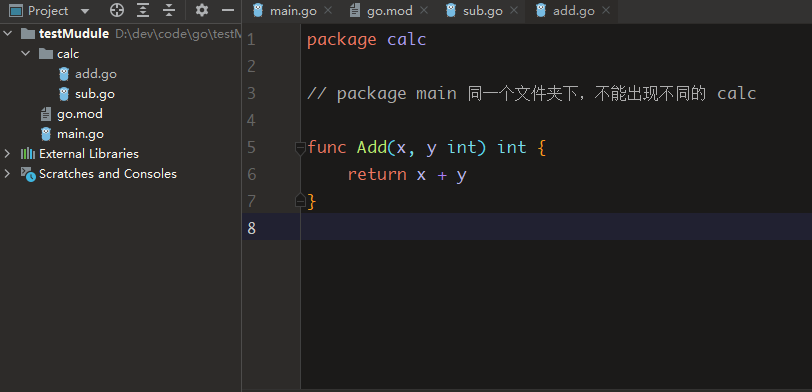 Project
main.go
go.mod
sub.go
add.go
testMudule D:\dev\code\go\test
calc
add.go
sub.go
go.mod
main.go
External Libraries
Scratches and Consoles
1 package calc
2
3 // package main 同一个文件夹下，不能出现不同的 calc
4
5 func Add(x, y int) int {
6 return x + y
7 }
8